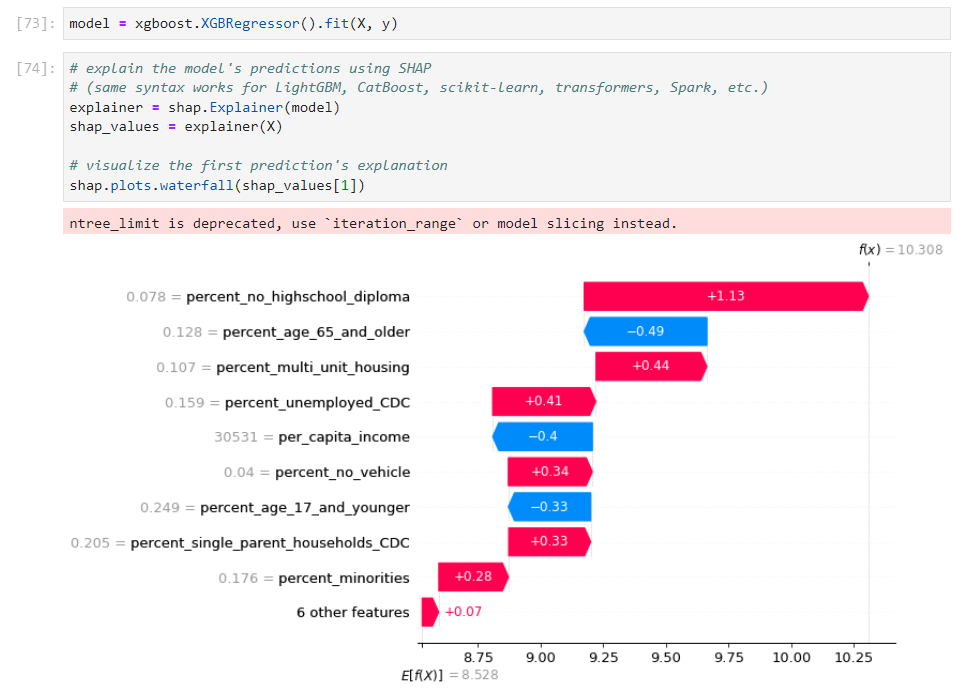 [73]: model = xgboost.XGBRegressor().fit(X, y)
[74]: # explain the model's predictions using SHAP
# (same syntax works for LightGBM, CatBoost, scikit-learn, transformers, Spark, etc.)
explainer = shap.Explainer(model)
shap_values = explainer(X)
# visualize the first prediction's explanation
shap.plots.waterfall(shap_values[1])
ntree_limit is deprecated, use `iteration_range` or model slicing instead.
f(x) = 10.308
0.078 = percent_no_highschool_diploma +1.13
0.128 = percent_age_65_and_older −0.49
0.107 = percent_multi_unit_housing +0.44
0.159 = percent_unemployed_CDC +0.41
30531 = per_capita_income −0.4
0.04 = percent_no_vehicle +0.34
0.249 = percent_age_17_and_younger −0.33
0.205 = percent_single_parent_households_CDC +0.33
0.176 = percent_minorities +0.28
6 other features +0.07
8.75 9.00 9.25 9.50 9.75 10.00 10.25
E[f(X)] = 8.528